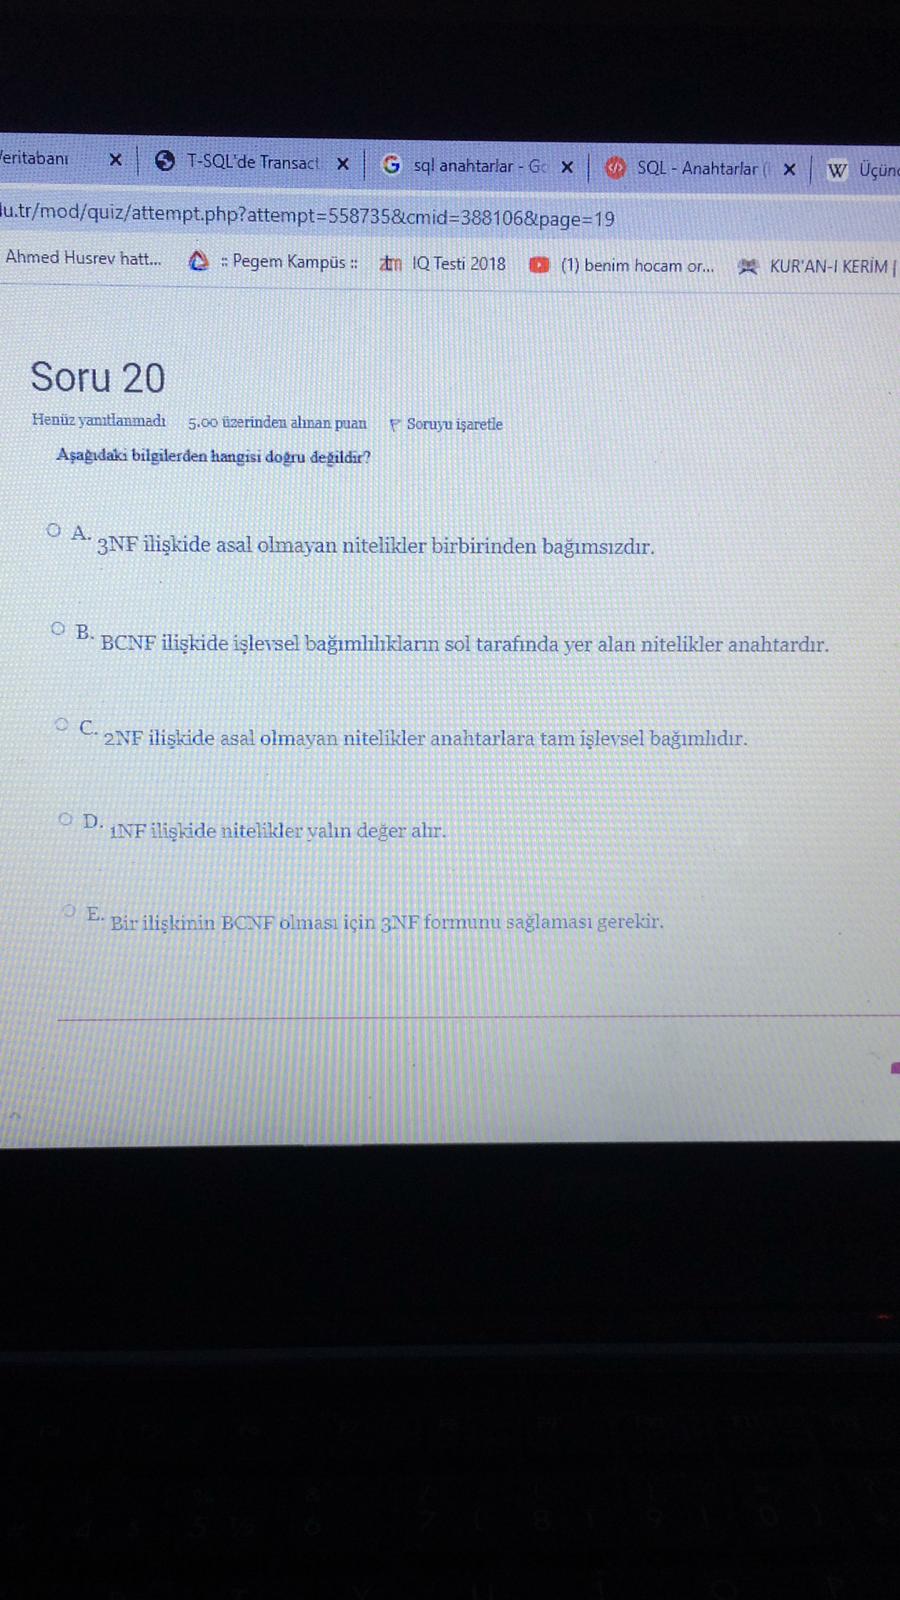 Veritabanı
T-SQL'de Transact
sql anahtarlar - Go
SQL - Anahtarlar (
W Üçünc
du.tr/mod/quiz/attempt.php?attempt=558735&cmid=388106&page=19
Ahmed Husrev hatt...
:: Pegem Kampüs ::
IQ Testi 2018
(1) benim hocam or...
KUR'AN-I KERİM |
Soru 20
Henüz yanıtlanmadı 5.00 üzerinden alınan puan Soruyu işaretle
Aşağıdaki bilgilerden hangisi doğru değildir?
A. 3NF ilişkide asal olmayan nitelikler birbirinden bağımsızdır.
B. BCNF ilişkide işlevsel bağımlılıkların sol tarafında yer alan nitelikler anahtardır.
C. 2NF ilişkide asal olmayan nitelikler anahtarlara tam işlevsel bağımlıdır.
D. 1NF ilişkide nitelikler yalın değer alır.
E. Bir ilişkinin BCNF olması için 3NF formunu sağlaması gerekir.